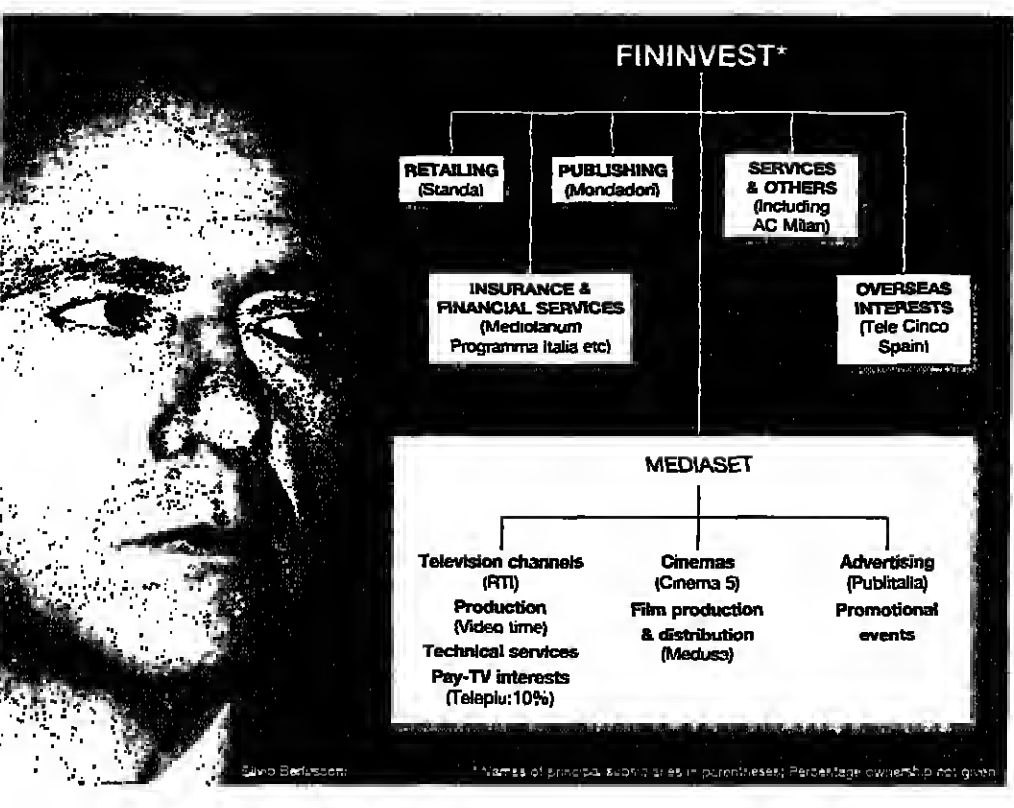 FININVEST*
RETAILING
(Standa)
PUBLISHING
(Mondadori)
SERVICES
& OTHERS
(Including
AC Milan)
INSURANCE &
FINANCIAL SERVICES
(Mediolanum
Programma Italia etc)
OVERSEAS
INTERESTS
(Tele Cinco
Spain)
MEDIASET
Television channels
(RTI)
Production
(Video time)
Technical services
Pay-TV interests
(Telepiu:10%)
Cinemas
(Cinema 5)
Film production
& distribution
(Medusa)
Advertising
(Publitalia)
Promotional
events
Silvio Berlusconi
* Names of principal subsidiaries in parentheses; Percentage ownership not given